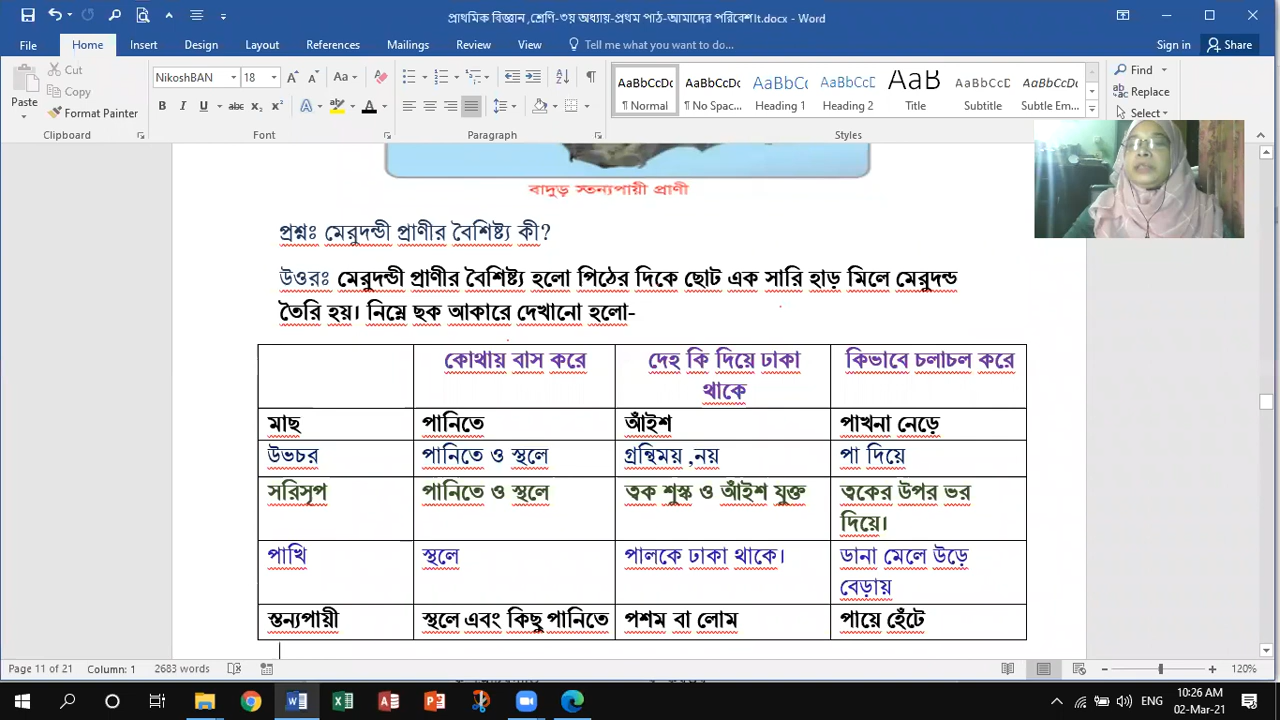 প্রাথমিক বিজ্ঞান ,শ্রেণি-৩য় অধ্যায়-প্রথম পাঠ-আমাদের পরিবেশ lt.docx - Word
File Home Insert Design Layout References Mailings Review View Tell me what you want to do... Sign in Share
Cut
Copy
Paste
Format Painter
Clipboard
NikoshBAN 18
Font
Paragraph
AaBbCcDc AaBbCcDc AaBbCc AaBbCcD AaB AaBbCcD AaBbCcDc
¶ Normal ¶ No Spac... Heading 1 Heading 2 Title Subtitle Subtle Em...
Styles
Find
Replace
Select
বাদুড় স্তন্যপায়ী প্রাণী
প্রশ্নঃ মেরুদন্ডী প্রাণীর বৈশিষ্ট্য কী?
উওরঃ মেরুদন্ডী প্রাণীর বৈশিষ্ট্য হলো পিঠের দিকে ছোট এক সারি হাড় মিলে মেরুদন্ড
তৈরি হয়। নিম্নে ছক আকারে দেখানো হলো-
কোথায় বাস করে দেহ কি দিয়ে ঢাকা থাকে কিভাবে চলাচল করে
মাছ পানিতে আঁইশ পাখনা নেড়ে
উভচর পানিতে ও স্থলে গ্রন্থিময় ,নয় পা দিয়ে
সরিসৃপ পানিতে ও স্থলে ত্বক শুস্ক ও আঁইশ যুক্ত ত্বকের উপর ভর দিয়ে।
পাখি স্থলে পালকে ঢাকা থাকে। ডানা মেলে উড়ে বেড়ায়
স্তন্যপায়ী স্থলে এবং কিছু পানিতে পশম বা লোম পায়ে হেঁটে
Page 11 of 21 Column: 1 2683 words 120%
ENG 10:26 AM
02-Mar-21